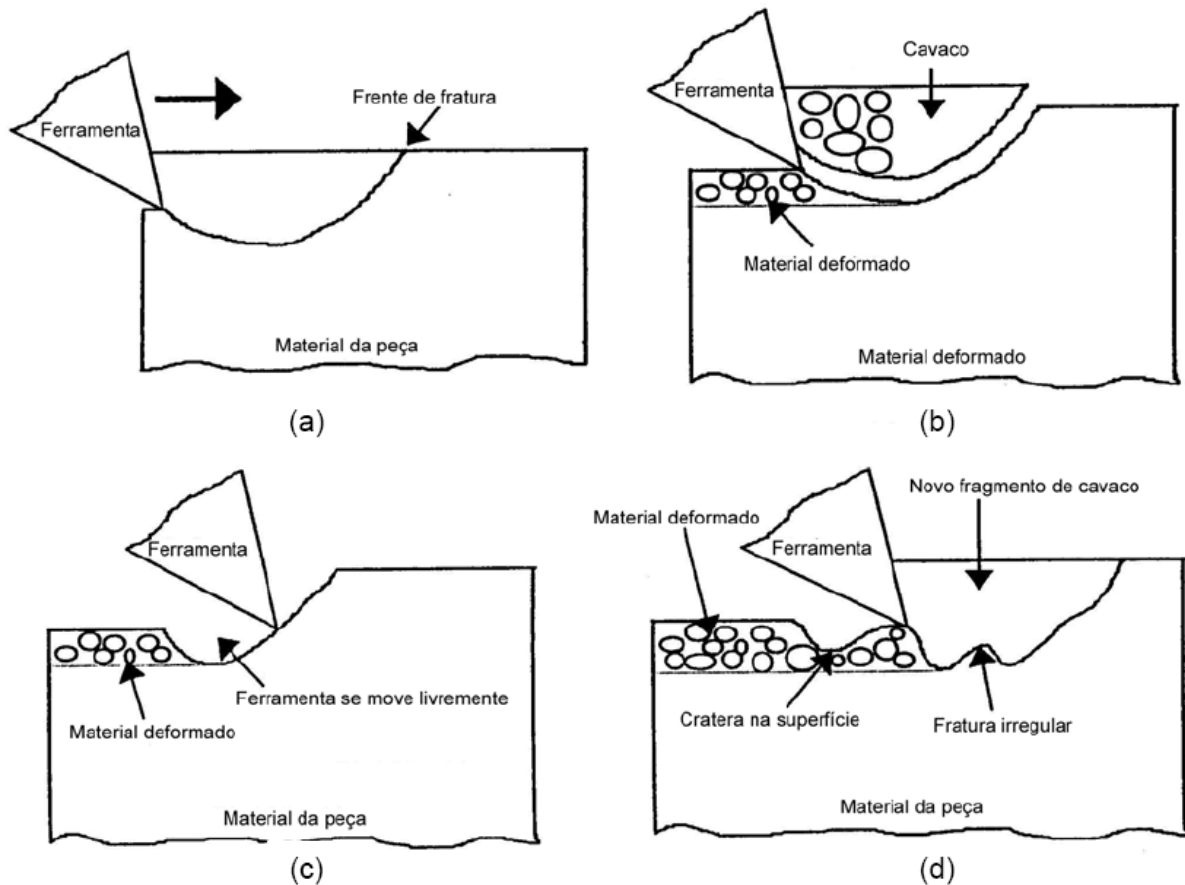 Ferramenta
Frente de fratura
Material da peça
(a)
Cavaco
Ferramenta
Material deformado
Material deformado
(b)
Ferramenta
Ferramenta se move livremente
Material deformado
Material da peça
(c)
Novo fragmento de cavaco
Material deformado
Ferramenta
Cratera na superfície
Fratura irregular
Material da peça
(d)